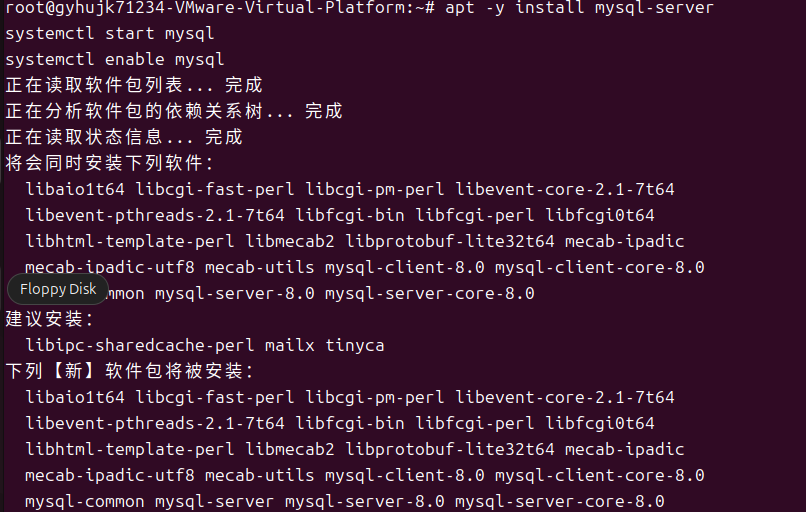 root@gyhujk71234-VMware-Virtual-Platform:~# apt -y install mysql-server
systemctl start mysql
systemctl enable mysql
正在读取软件包列表... 完成
正在分析软件包的依赖关系树... 完成
正在读取状态信息... 完成
将会同时安装下列软件：
libaio1t64 libcgi-fast-perl libcgi-pm-perl libevent-core-2.1-7t64
libevent-pthreads-2.1-7t64 libfcgi-bin libfcgi-perl libfcgi0t64
libhtml-template-perl libmecab2 libprotobuf-lite32t64 mecab-ipadic
mecab-ipadic-utf8 mecab-utils mysql-client-8.0 mysql-client-core-8.0
Floppy Disk
mmon mysql-server-8.0 mysql-server-core-8.0
建议安装：
libipc-sharedcache-perl mailx tinyca
下列【新】软件包将被安装：
libaio1t64 libcgi-fast-perl libcgi-pm-perl libevent-core-2.1-7t64
libevent-pthreads-2.1-7t64 libfcgi-bin libfcgi-perl libfcgi0t64
libhtml-template-perl libmecab2 libprotobuf-lite32t64 mecab-ipadic
mecab-ipadic-utf8 mecab-utils mysql-client-8.0 mysql-client-core-8.0
mysql-common mysql-server mysql-server-8.0 mysql-server-core-8.0